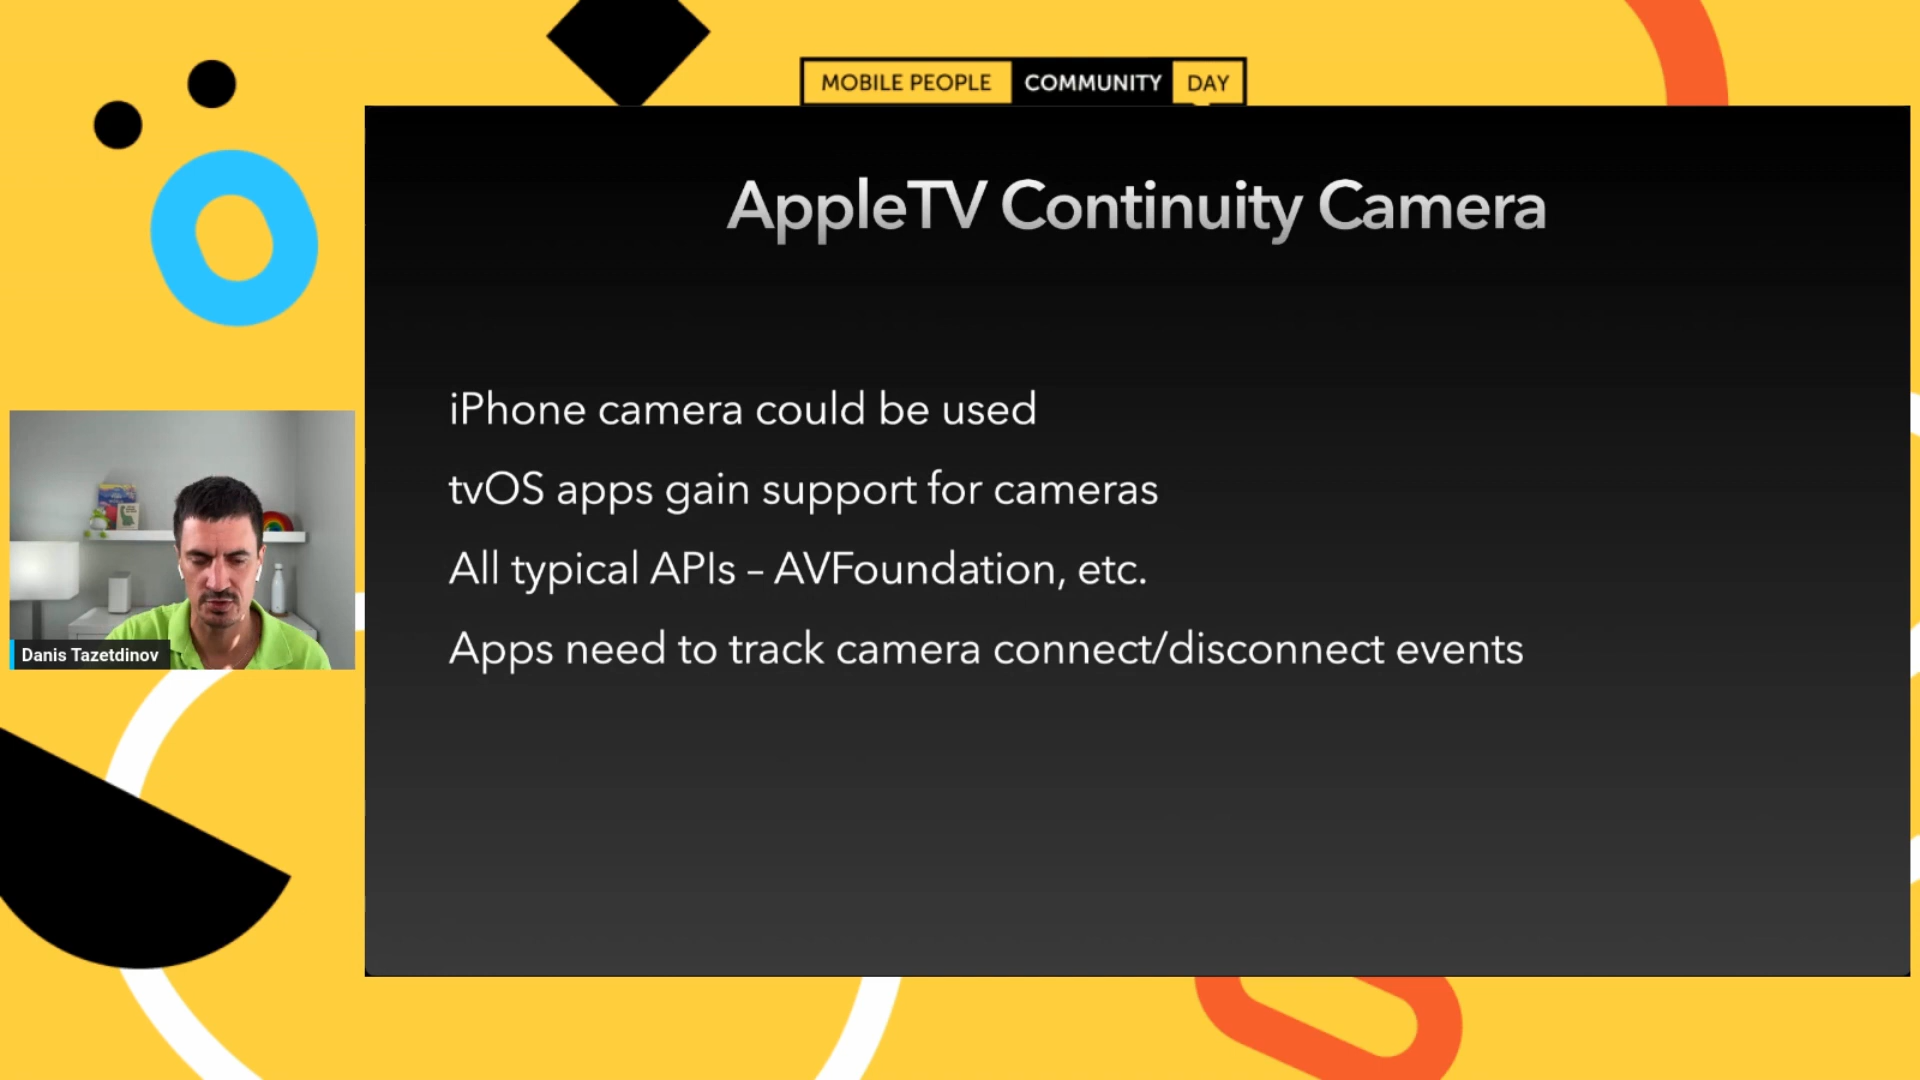 MOBILE PEOPLE COMMUNITY DAY
AppleTV Continuity Camera
iPhone camera could be used
tvOS apps gain support for cameras
All typical APIs – AVFoundation, etc.
Apps need to track camera connect/disconnect events
Danis Tazetdinov